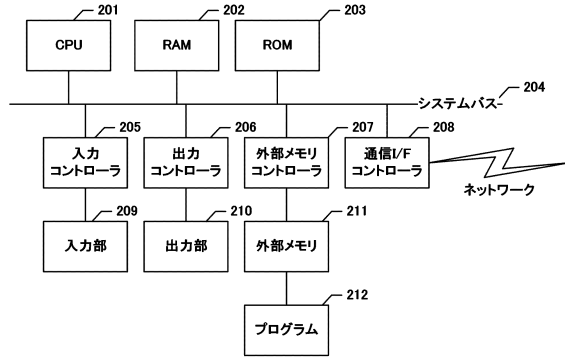 201
202
203
CPU
RAM
ROM
204
システムバス
205
206
207
208
入力
コントローラ
出力
コントローラ
外部メモリ
コントローラ
通信I/F
コントローラ
ネットワーク
209
210
211
入力部
出力部
外部メモリ
212
プログラム